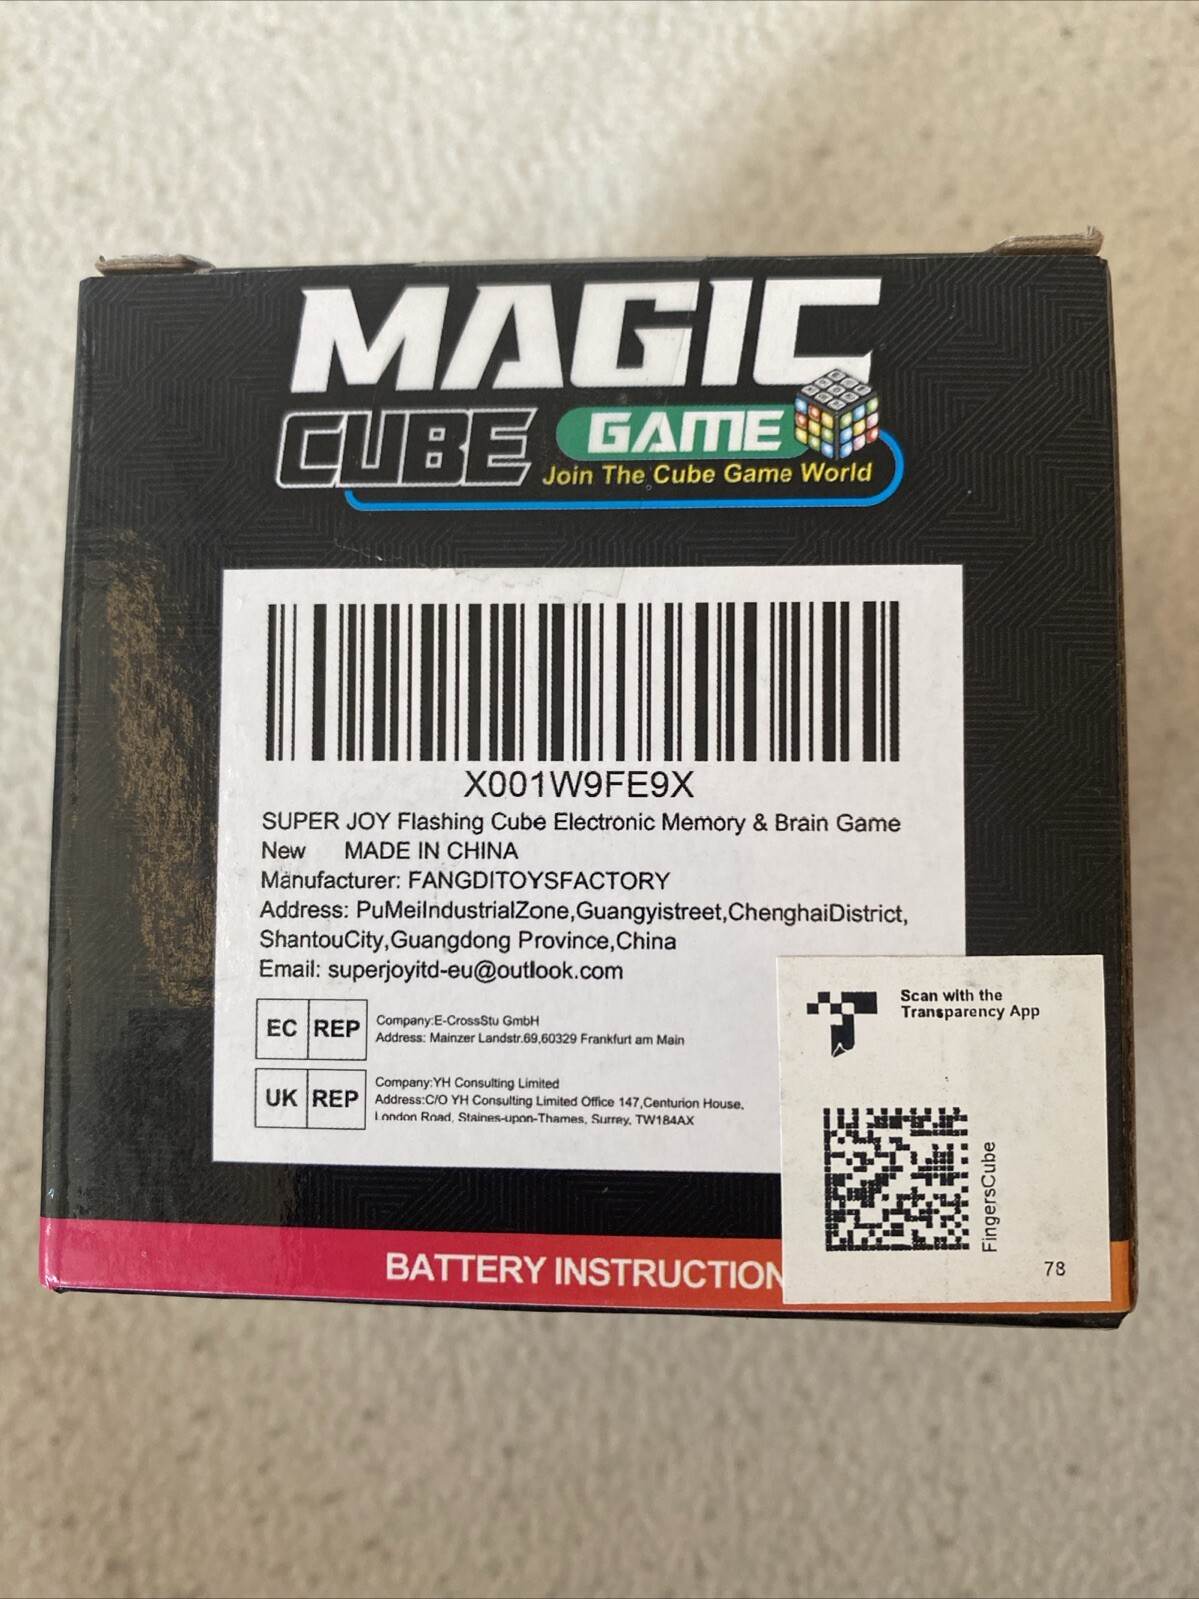 MAGIC
CUBE GAME
Join The Cube Game World
X001W9FE9X
SUPER JOY Flashing Cube Electronic Memory & Brain Game
New MADE IN CHINA
Manufacturer: FANGDITOYSFACTORY
Address: PuMeiIndustrialZone,Guangyistreet,ChenghaiDistrict,
ShantouCity,Guangdong Province,China
Email: superjoyitd-eu@outlook.com
EC REP
Company:E-CrossStu GmbH
Address: Mainzer Landstr.69,60329 Frankfurt am Main
UK REP
Company:YH Consulting Limited
Address:C/O YH Consulting Limited Office 147,Centurion House,
London Road, Staines-upon-Thames, Surrey, TW184AX
Scan with the
Transparency App
FingersCube
78
BATTERY INSTRUCTION